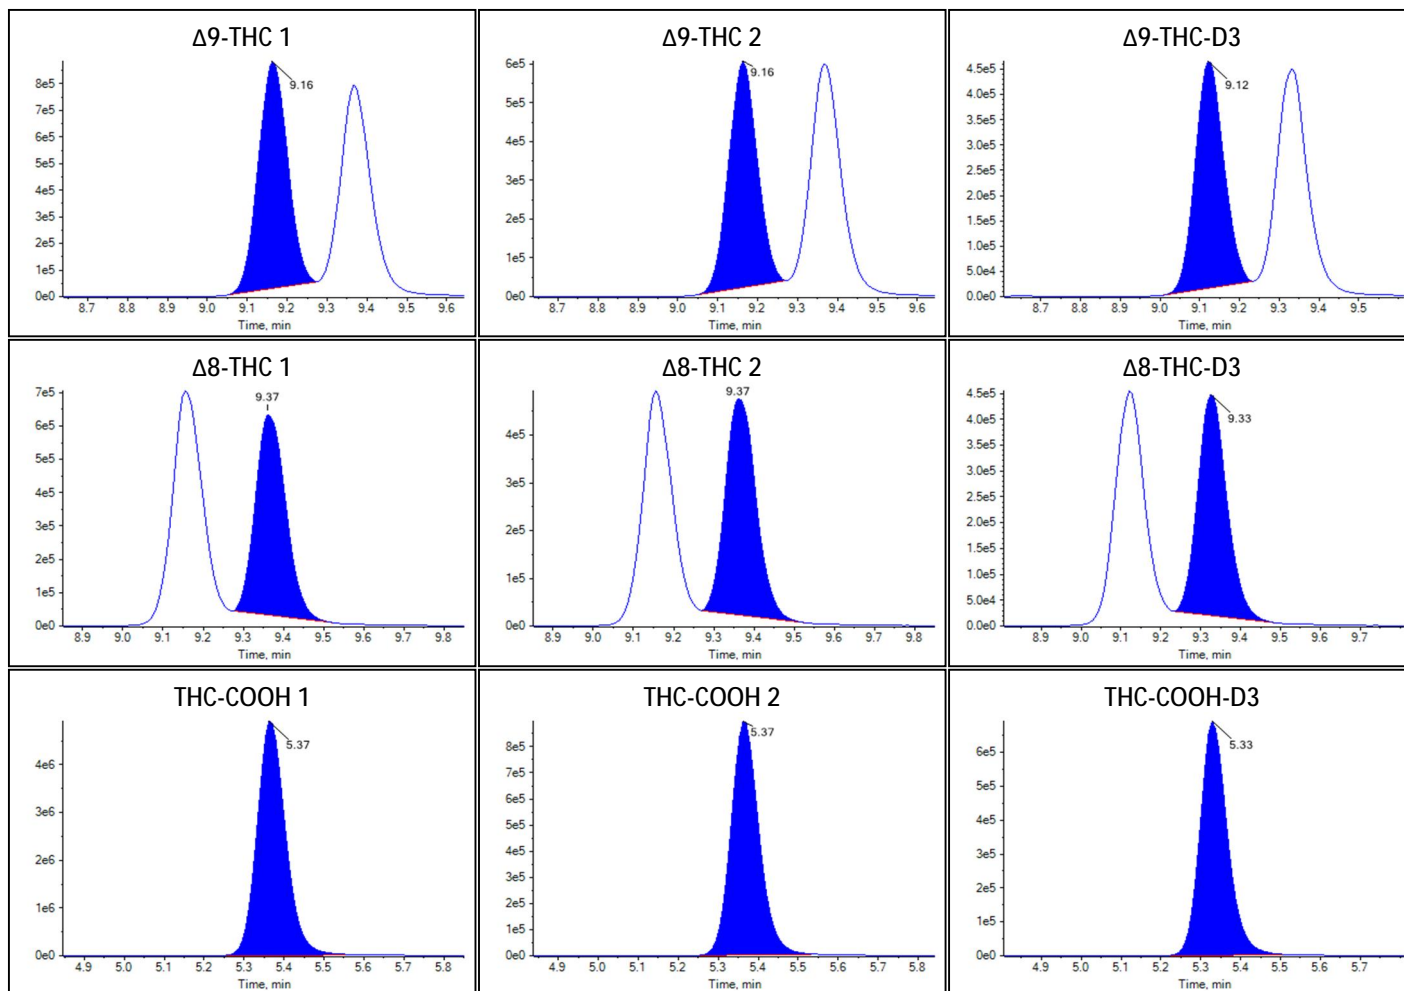 Δ9-THC 1
9.16
8e5
7e5
6e5
5e5
4e5
3e5
2e5
1e5
0e0
8.7 8.8 8.9 9.0 9.1 9.2 9.3 9.4 9.5 9.6
Time, min
Δ9-THC 2
9.16
6e5
5e5
4e5
3e5
2e5
1e5
0e0
8.7 8.8 8.9 9.0 9.1 9.2 9.3 9.4 9.5 9.6
Time, min
Δ9-THC-D3
9.12
4.5e5
4.0e5
3.5e5
3.0e5
2.5e5
2.0e5
1.5e5
1.0e5
5.0e4
0.0e0
8.7 8.8 8.9 9.0 9.1 9.2 9.3 9.4 9.5
Time, min
Δ8-THC 1
9.37
7e5
6e5
5e5
4e5
3e5
2e5
1e5
0e0
8.9 9.0 9.1 9.2 9.3 9.4 9.5 9.6 9.7 9.8
Time, min
Δ8-THC 2
9.37
4e5
3e5
2e5
1e5
0e0
8.9 9.0 9.1 9.2 9.3 9.4 9.5 9.6 9.7 9.8
Time, min
Δ8-THC-D3
9.33
4.5e5
4.0e5
3.5e5
3.0e5
2.5e5
2.0e5
1.5e5
1.0e5
5.0e4
0.0e0
8.9 9.0 9.1 9.2 9.3 9.4 9.5 9.6 9.7
Time, min
THC-COOH 1
5.37
4e6
3e6
2e6
1e6
0e0
4.9 5.0 5.1 5.2 5.3 5.4 5.5 5.6 5.7 5.8
Time, min
THC-COOH 2
5.37
8e5
7e5
6e5
5e5
4e5
3e5
2e5
1e5
0e0
4.9 5.0 5.1 5.2 5.3 5.4 5.5 5.6 5.7 5.8
Time, min
THC-COOH-D3
5.33
6e5
5e5
4e5
3e5
2e5
1e5
0e0
4.9 5.0 5.1 5.2 5.3 5.4 5.5 5.6 5.7
Time, min